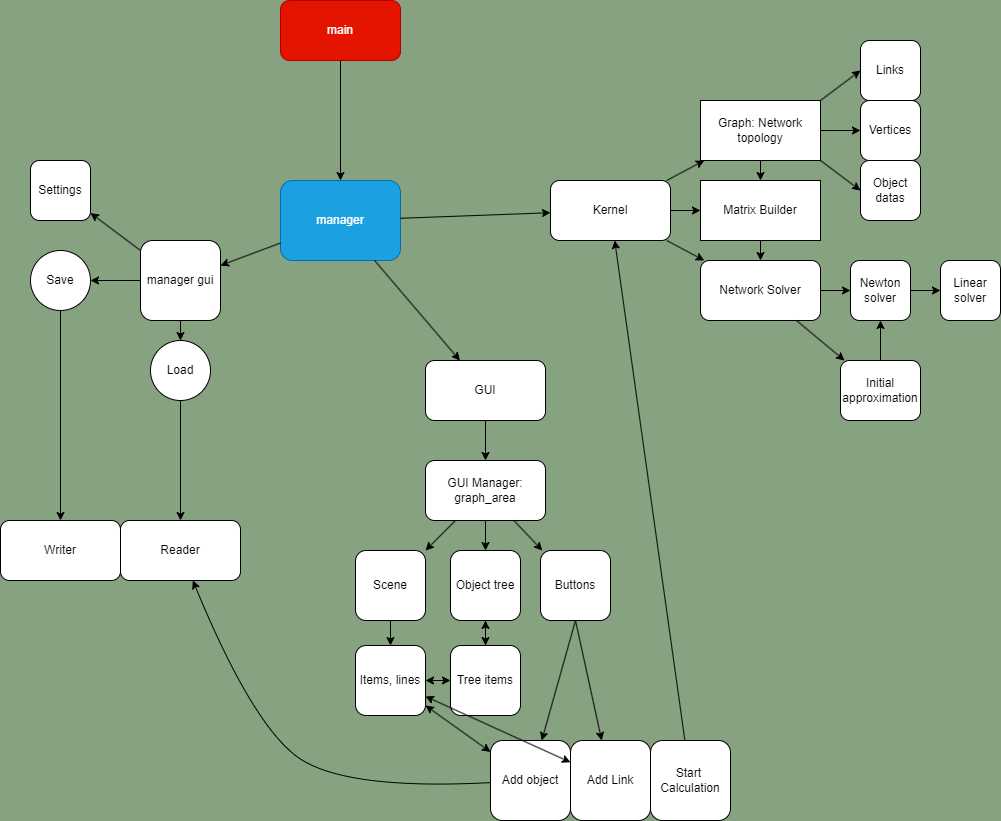 main
Links
Graph: Network
topology
Vertices
Settings
Object
datas
manager
Kernel
Matrix Builder
Save
manager gui
Network Solver
Newton
solver
Linear
solver
Load
GUI
Initial
approximation
GUI Manager:
graph_area
Writer
Reader
Scene
Object tree
Buttons
Items, lines
Tree items
Add object
Add Link
Start
Calculation